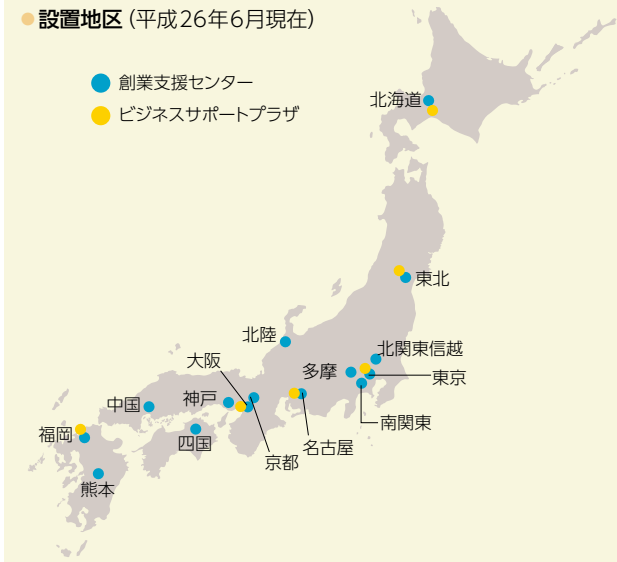 設置地区(平成26年6月現在)
創業支援センター
ビジネスサポートプラザ
北海道
東北
北陸
北関東信越
大阪
多摩
東京
神戸
中国
南関東
福岡
四国
名古屋
京都
熊本